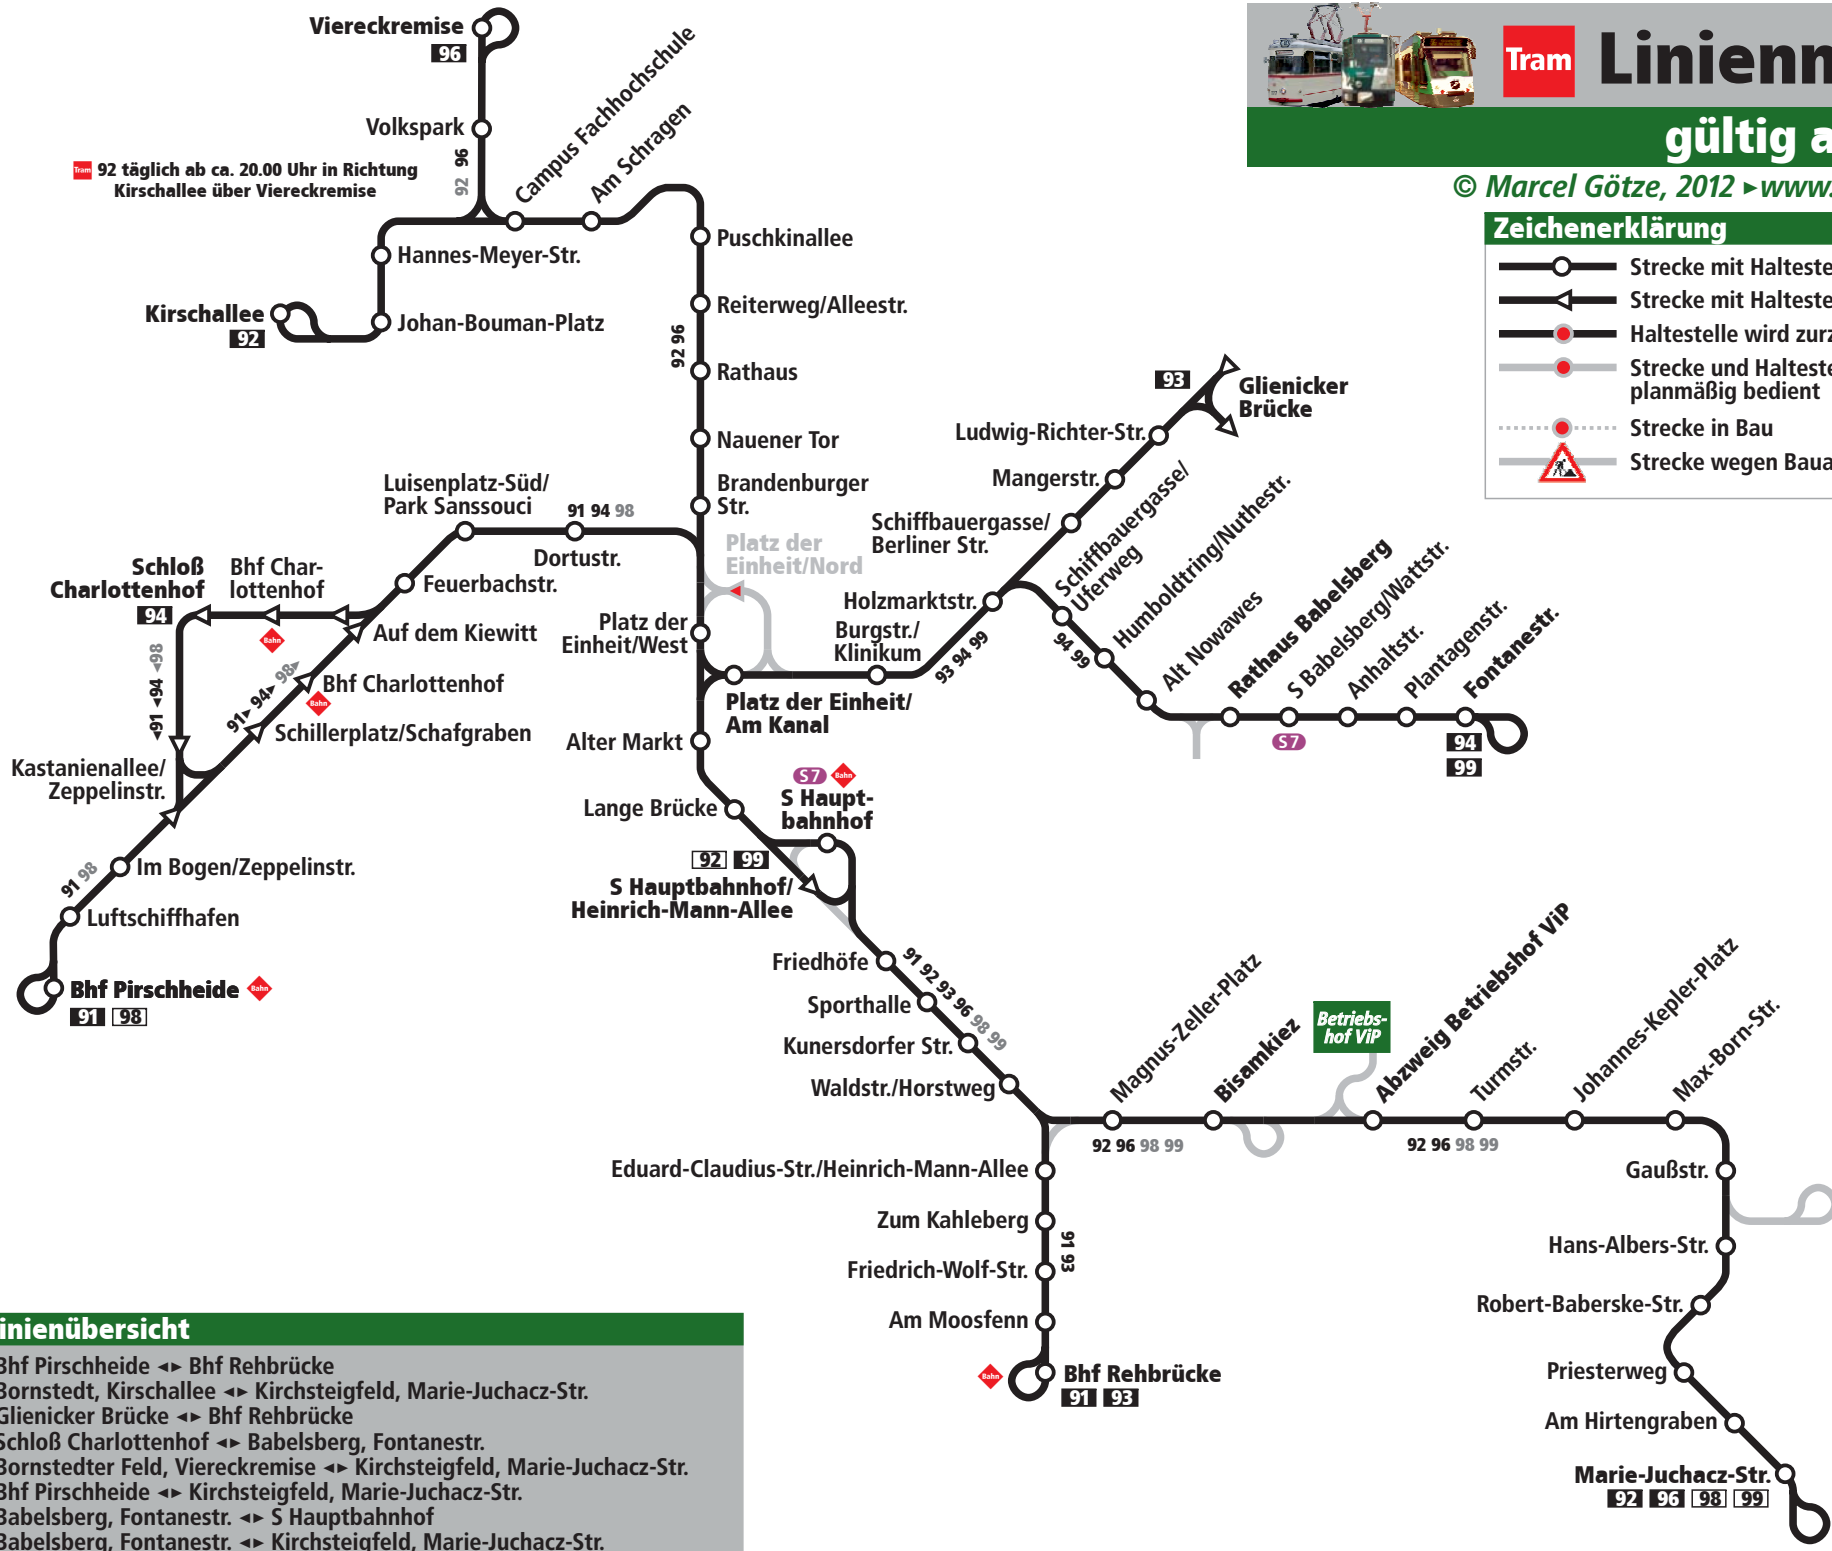 Viereckremise
96
Volkspark
92 96
Campus Fachhochschule
Am Schragen
Tram 92 täglich ab ca. 20.00 Uhr in Richtung
Kirschallee über Viereckremise
Hannes-Meyer-Str.
Kirschallee
92
Johan-Bouman-Platz
Puschkinallee
Reiterweg/Alleestr.
92 96
Rathaus
Nauener Tor
Brandenburger
Str.
Tram Linienn
gültig a
© Marcel Götze, 2012 ►www.
Zeichenerklärung
Strecke mit Halteste
Strecke mit Halteste
Haltestelle wird zurz
Strecke und Halteste
planmäßig bedient
Strecke in Bau
Strecke wegen Baua
93
Glienicker
Brücke
Ludwig-Richter-Str.
Mangerstr.
Schiffbauergasse/
Berliner Str.
Schiffbauergasse/
Uferweg
Humboldtring/Nuthestr.
Holzmarktstr.
Burgstr./
Klinikum
93 94 99
94 99
Alt Nowawes
Rathaus Babelsberg
S Babelsberg/Wattstr.
S7
Anhaltstr.
Plantagenstr.
Fontanestr.
94
99
Luisenplatz-Süd/
Park Sanssouci
91 94 98
Dortustr.
Platz der
Einheit/Nord
Platz der
Einheit/West
Platz der Einheit/
Am Kanal
Schloß
Charlottenhof
94
Bhf Char-
lottenhof
Bahn
Feuerbachstr.
Auf dem Kiewitt
◄91 ◄94 ◄98
91► 94► 98►
Bhf Charlottenhof
Bahn
Schillerplatz/Schafgraben
Kastanienallee/
Zeppelinstr.
Im Bogen/Zeppelinstr.
91 98
Luftschiffhafen
Bhf Pirschheide Bahn
91 98
Alter Markt
Lange Brücke
S7 Bahn
S Haupt-
bahnhof
92 99
S Hauptbahnhof/
Heinrich-Mann-Allee
Friedhöfe
91 92 93 96 98 99
Sporthalle
Kunersdorfer Str.
Waldstr./Horstweg
Magnus-Zeller-Platz
Bisamkiez
Betriebs-
hof ViP
Abzweig Betriebshof ViP
Turmstr.
Johannes-Kepler-Platz
Max-Born-Str.
92 96 98 99
92 96 98 99
Eduard-Claudius-Str./Heinrich-Mann-Allee
Zum Kahleberg
91 93
Friedrich-Wolf-Str.
Am Moosfenn
Bahn Bhf Rehbrücke
91 93
Gaußstr.
Hans-Albers-Str.
Robert-Baberske-Str.
Priesterweg
Am Hirtengraben
Marie-Juchacz-Str.
92 96 98 99
inienübersicht
Bhf Pirschheide ◄► Bhf Rehbrücke
Bornstedt, Kirschallee ◄► Kirchsteigfeld, Marie-Juchacz-Str.
Glienicker Brücke ◄► Bhf Rehbrücke
Schloß Charlottenhof ◄► Babelsberg, Fontanestr.
Bornstedter Feld, Viereckremise ◄► Kirchsteigfeld, Marie-Juchacz-Str.
Bhf Pirschheide ◄► Kirchsteigfeld, Marie-Juchacz-Str.
Babelsberg, Fontanestr. ◄► S Hauptbahnhof
Babelsberg, Fontanestr. ◄► Kirchsteigfeld, Marie-Juchacz-Str.